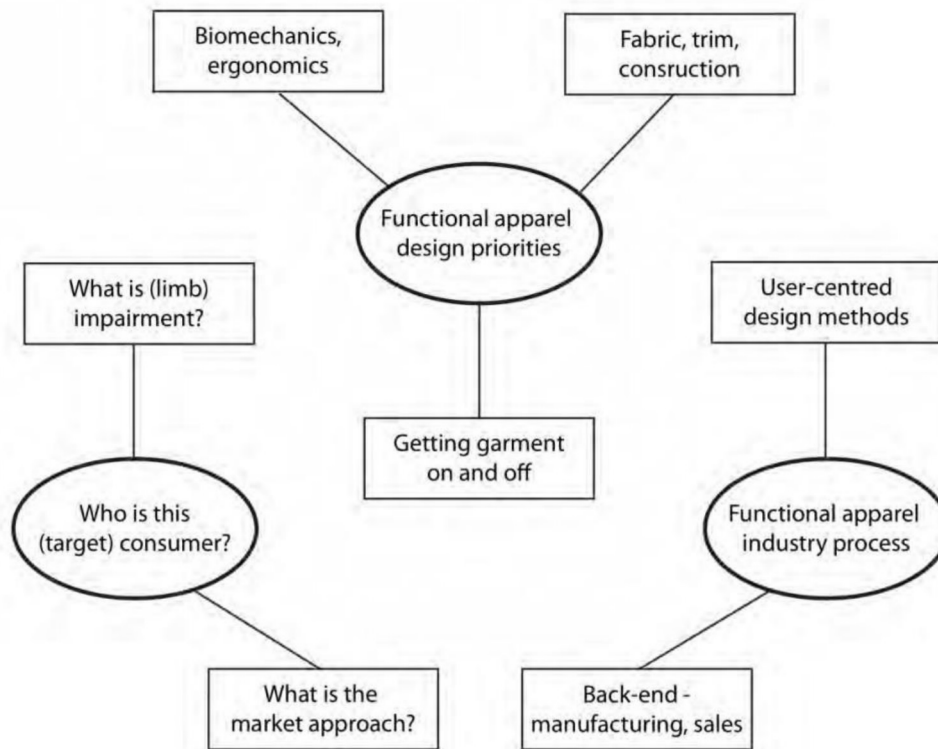 Biomechanics,
ergonomics
Fabric, trim,
consruction
Functional apparel
design priorities
What is (limb)
impairment?
User-centred
design methods
Getting garment
on and off
Who is this
(target) consumer?
Functional apparel
industry process
What is the
market approach?
Back-end -
manufacturing, sales